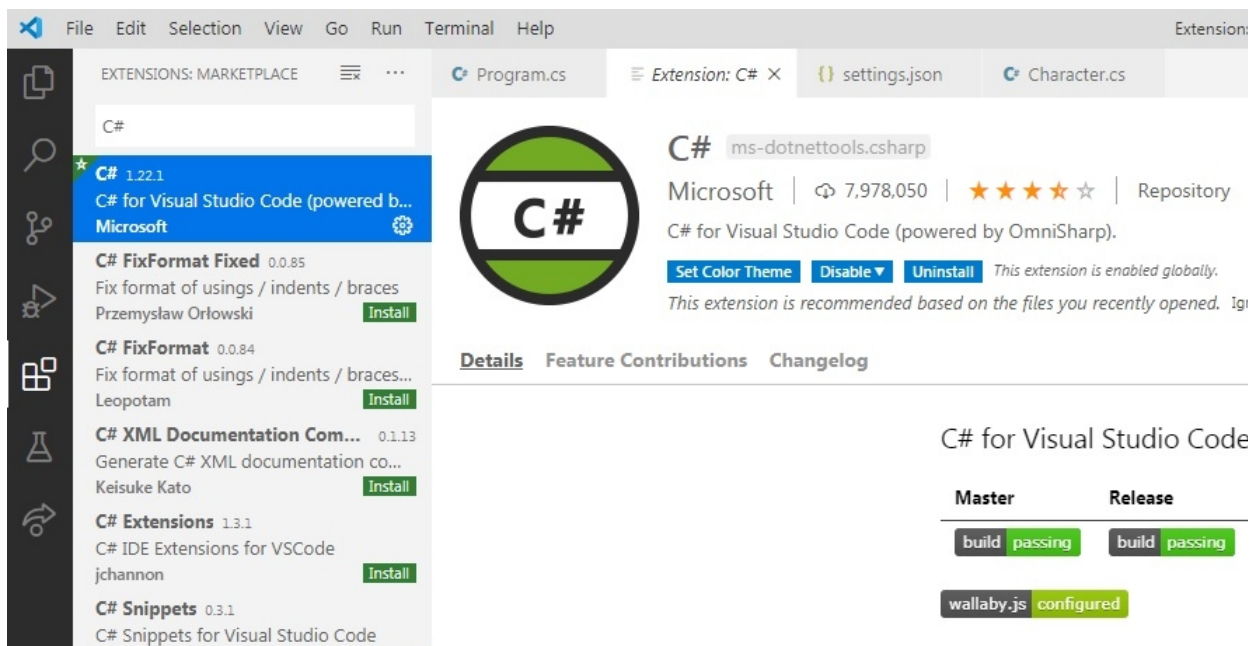 File Edit Selection View Go Run Terminal Help Extension:
EXTENSIONS: MARKETPLACE
C#
C# 1.22.1
C# for Visual Studio Code (powered b...
Microsoft
C# FixFormat Fixed 0.0.85
Fix format of usings / indents / braces
Przemysław Orłowski Install
C# FixFormat 0.0.84
Fix format of usings / indents / braces...
Leopotam Install
C# XML Documentation Com... 0.1.13
Generate C# XML documentation co...
Keisuke Kato Install
C# Extensions 1.3.1
C# IDE Extensions for VSCode
jchannon Install
C# Snippets 0.3.1
C# Snippets for Visual Studio Code
Program.cs Extension: C# settings.json Character.cs
C#
C# ms-dotnettools.csharp
Microsoft 7,978,050 Repository
C# for Visual Studio Code (powered by OmniSharp).
Set Color Theme Disable Uninstall This extension is enabled globally.
This extension is recommended based on the files you recently opened. Ign
Details Feature Contributions Changelog
C# for Visual Studio Code
Master Release
build passing build passing
wallaby.js configured